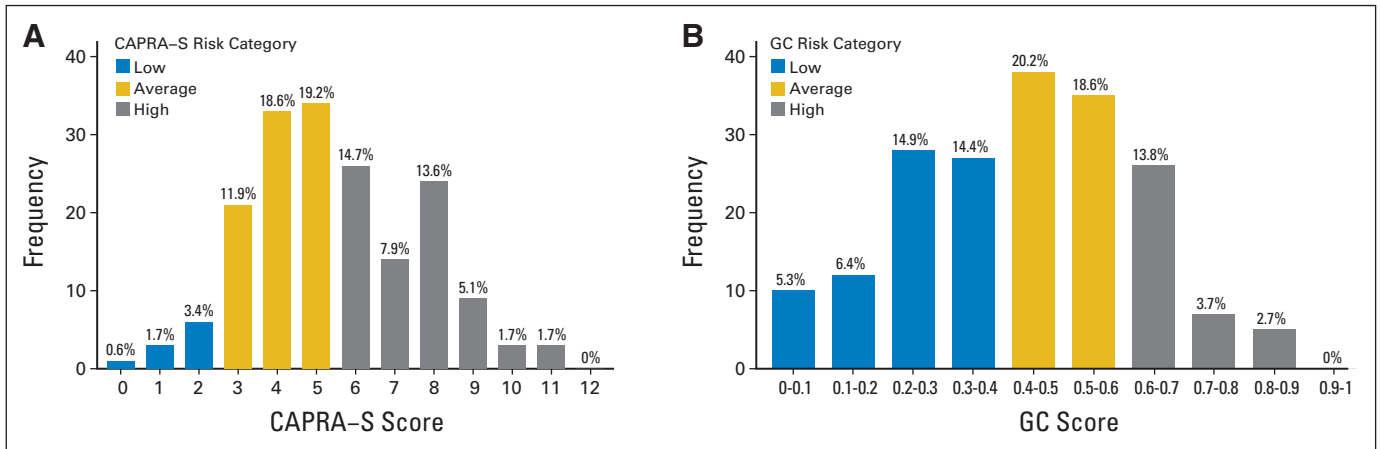 A
CAPRA–S Risk Category
Low
Average
High
Frequency
40
30
20
10
0
0.6%
1.7%
3.4%
11.9%
18.6%
19.2%
14.7%
7.9%
13.6%
5.1%
1.7%
1.7%
0%
0 1 2 3 4 5 6 7 8 9 10 11 12
CAPRA–S Score
B
GC Risk Category
Low
Average
High
Frequency
40
30
20
10
0
5.3%
6.4%
14.9%
14.4%
20.2%
18.6%
13.8%
3.7%
2.7%
0%
0-0.1 0.1-0.2 0.2-0.3 0.3-0.4 0.4-0.5 0.5-0.6 0.6-0.7 0.7-0.8 0.8-0.9 0.9-1
GC Score